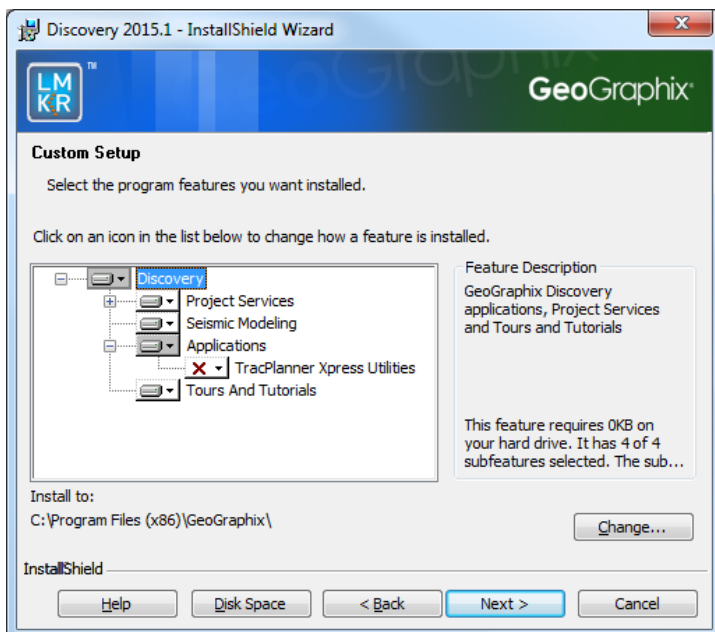 Discovery 2015.1 - InstallShield Wizard
LMKR™
GeoGraphix
Custom Setup
Select the program features you want installed.
Click on an icon in the list below to change how a feature is installed.
Discovery
Project Services
Seismic Modeling
Applications
TracPlanner Xpress Utilities
Tours And Tutorials
Feature Description
GeoGraphix Discovery
applications, Project Services
and Tours and Tutorials
This feature requires 0KB on
your hard drive. It has 4 of 4
subfeatures selected. The sub...
Install to:
C:\Program Files (x86)\GeoGraphix\
Change...
InstallShield
Help
Disk Space
< Back
Next >
Cancel